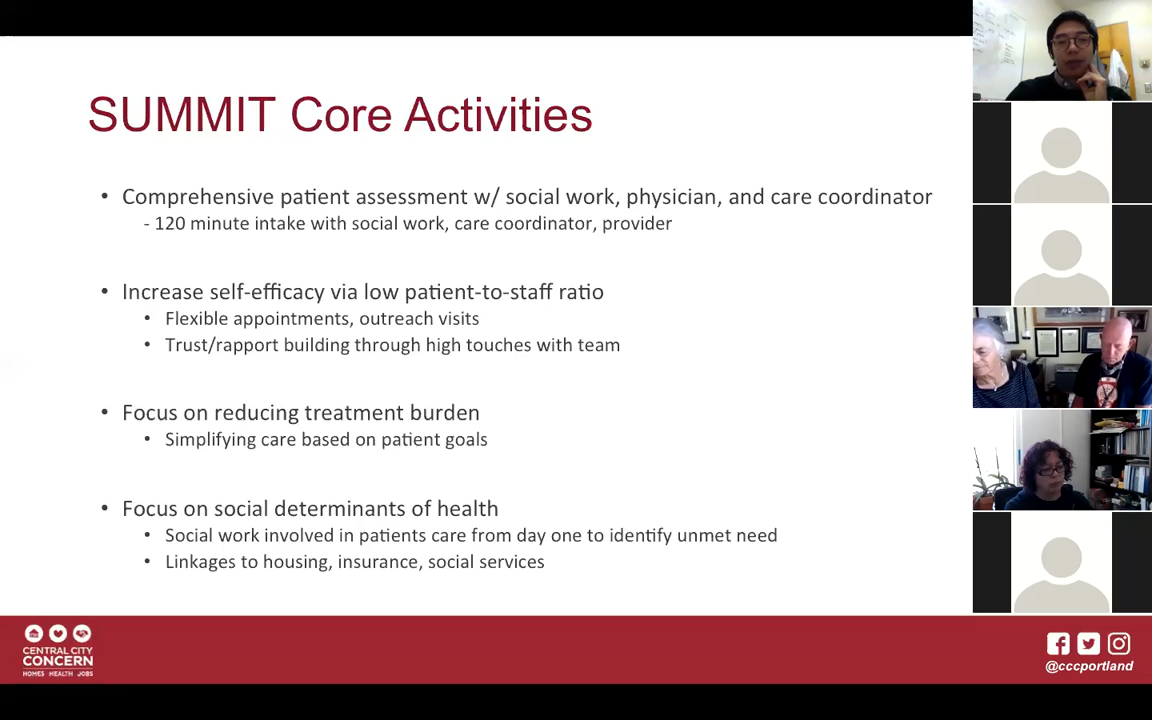 SUMMIT Core Activities
• Comprehensive patient assessment w/ social work, physician, and care coordinator
- 120 minute intake with social work, care coordinator, provider
• Increase self-efficacy via low patient-to-staff ratio
• Flexible appointments, outreach visits
• Trust/rapport building through high touches with team
• Focus on reducing treatment burden
• Simplifying care based on patient goals
• Focus on social determinants of health
• Social work involved in patients care from day one to identify unmet need
• Linkages to housing, insurance, social services
CENTRAL CITY
CONCERN
HOMES HEALTH JOBS
@cccportland